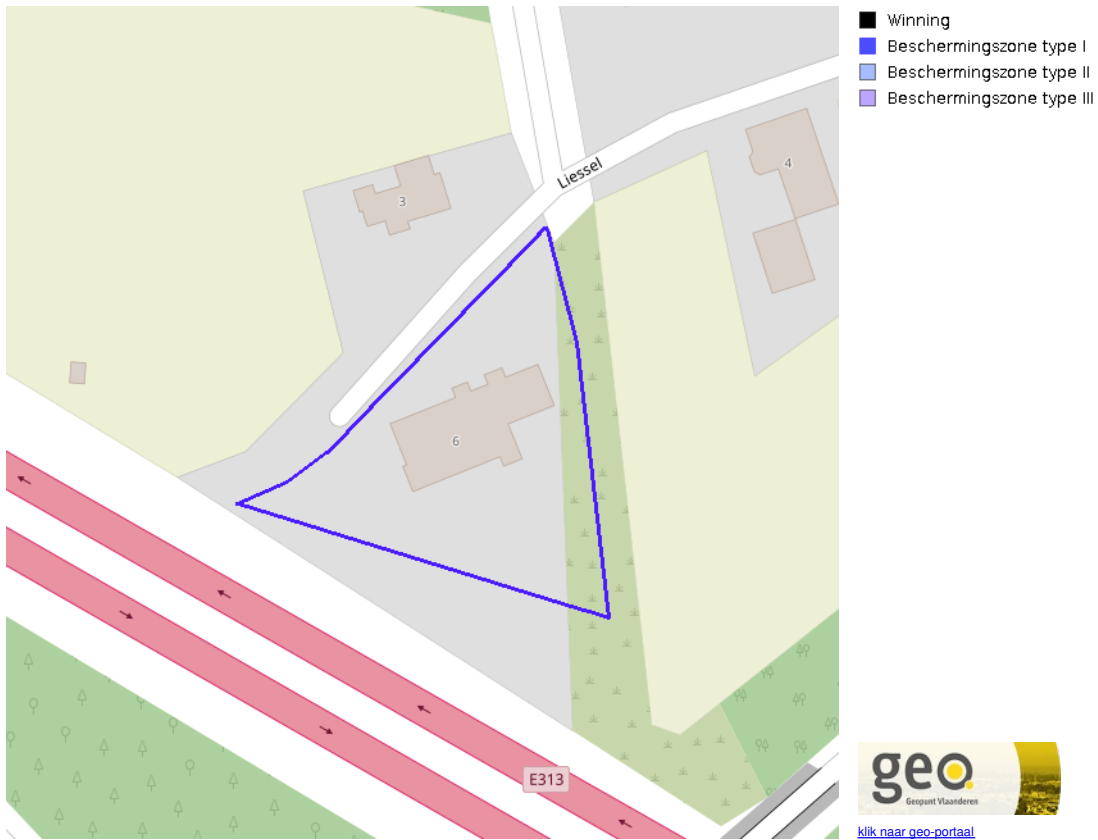 Winning
Beschermingszone type I
Beschermingszone type II
Beschermingszone type III
Liessel
3
4
6
E313
geo
Geopunt Vlaanderen
klik naar geo-portaal